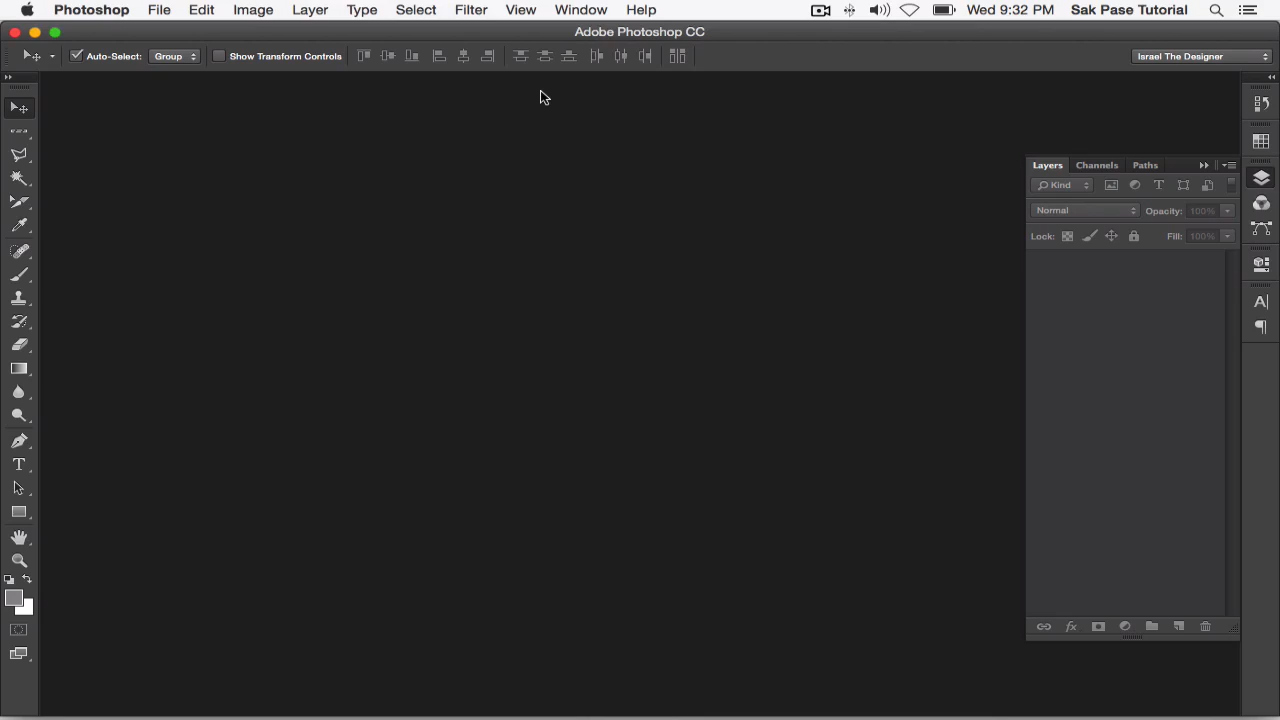 Photoshop File Edit Image Layer Type Select Filter View Window Help Wed 9:32 PM Sak Pase Tutorial
Adobe Photoshop CC
Auto-Select: Group Show Transform Controls Israel The Designer
Layers Channels Paths
Kind
Normal Opacity: 100%
Lock: Fill: 100%